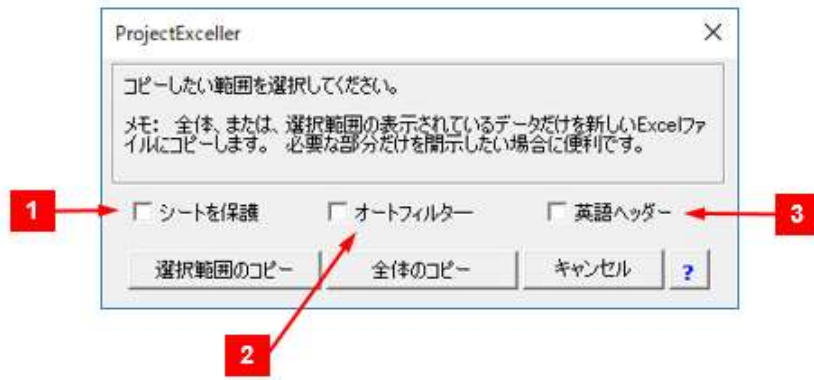 ProjectExceller
コピーしたい範囲を選択してください。
メモ: 全体、または、選択範囲の表示されているデータだけを新しいExcelファ
イルにコピーします。 必要な部分だけを開示したい場合に便利です。
1 シートを保護 オートフィルター 英語ヘッダー 3
選択範囲のコピー 全体のコピー キャンセル ?
2